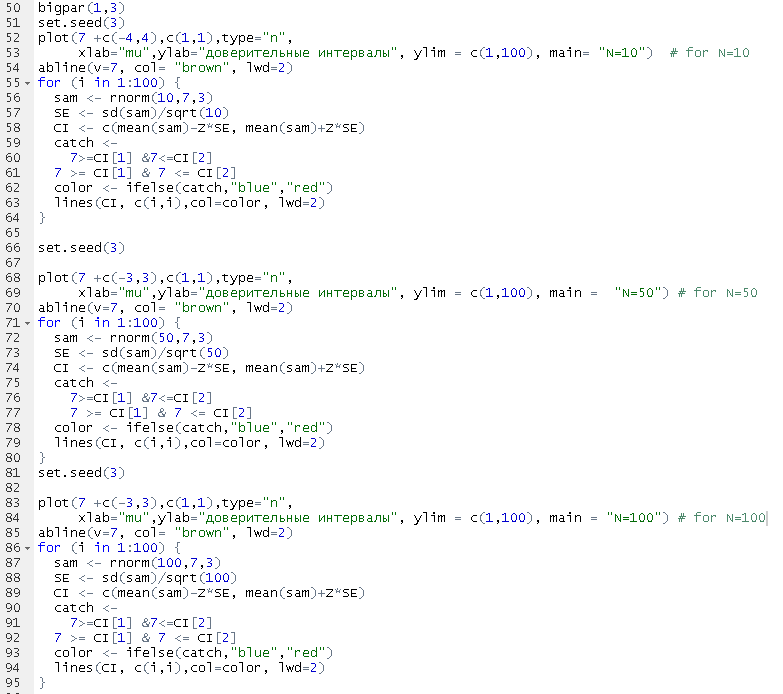 50 bigpar(1,3)
51 set.seed(3)
52 plot(7 +c(-4,4),c(1,1),type="n",
53 xlab="mu",ylab="доверительные интервалы", ylim = c(1,100), main= "N=10") # for N=10
54 abline(v=7, col= "brown", lwd=2)
55 for (i in 1:100) {
56 sam <- rnorm(10,7,3)
57 SE <- sd(sam)/sqrt(10)
58 CI <- c(mean(sam)-Z*SE, mean(sam)+Z*SE)
59 catch <-
60 7>=CI[1] &7<=CI[2]
61 7 >= CI[1] & 7 <= CI[2]
62 color <- ifelse(catch,"blue","red")
63 lines(CI, c(i,i),col=color, lwd=2)
64 }
65
66 set.seed(3)
67
68 plot(7 +c(-3,3),c(1,1),type="n",
69 xlab="mu",ylab="доверительные интервалы", ylim = c(1,100), main = "N=50") # for N=50
70 abline(v=7, col= "brown", lwd=2)
71 for (i in 1:100) {
72 sam <- rnorm(50,7,3)
73 SE <- sd(sam)/sqrt(50)
74 CI <- c(mean(sam)-Z*SE, mean(sam)+Z*SE)
75 catch <-
76 7>=CI[1] &7<=CI[2]
77 7 >= CI[1] & 7 <= CI[2]
78 color <- ifelse(catch,"blue","red")
79 lines(CI, c(i,i),col=color, lwd=2)
80 }
81 set.seed(3)
82
83 plot(7 +c(-3,3),c(1,1),type="n",
84 xlab="mu",ylab="доверительные интервалы", ylim = c(1,100), main = "N=100") # for N=100
85 abline(v=7, col= "brown", lwd=2)
86 for (i in 1:100) {
87 sam <- rnorm(100,7,3)
88 SE <- sd(sam)/sqrt(100)
89 CI <- c(mean(sam)-Z*SE, mean(sam)+Z*SE)
90 catch <-
91 7>=CI[1] &7<=CI[2]
92 7 >= CI[1] & 7 <= CI[2]
93 color <- ifelse(catch,"blue","red")
94 lines(CI, c(i,i),col=color, lwd=2)
95 }